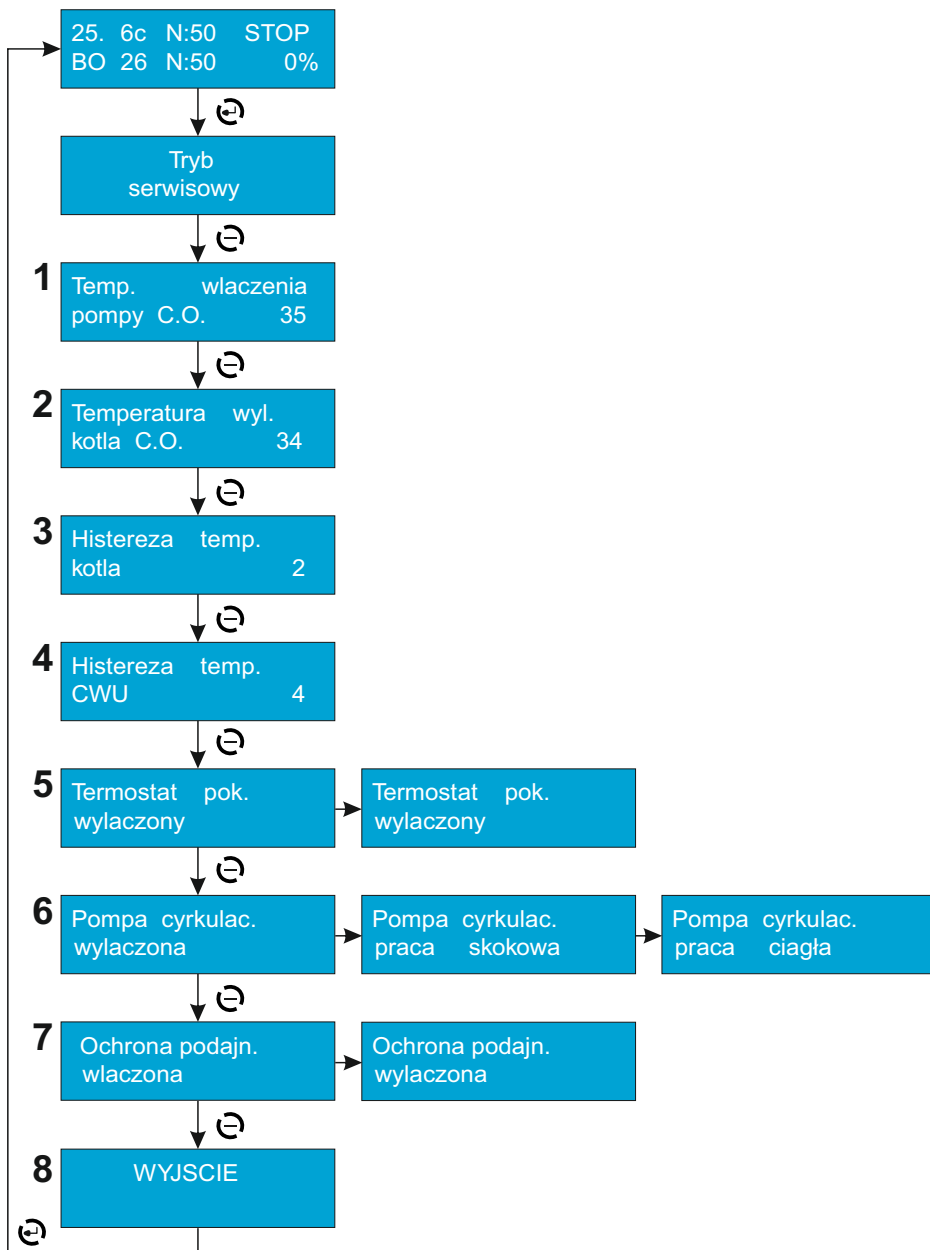 25. 6c N:50 STOP
BO 26 N:50 0%
Tryb
serwisowy
1
Temp. wlaczenia
pompy C.O. 35
2
Temperatura wyl.
kotla C.O. 34
3
Histereza temp.
kotla 2
4
Histereza temp.
CWU 4
5
Termostat pok.
wylaczony
Termostat pok.
wylaczony
6
Pompa cyrkulac.
wylaczona
Pompa cyrkulac.
praca skokowa
Pompa cyrkulac.
praca ciagła
7
Ochrona podajn.
wlaczona
Ochrona podajn.
wylaczona
8
WYJSCIE